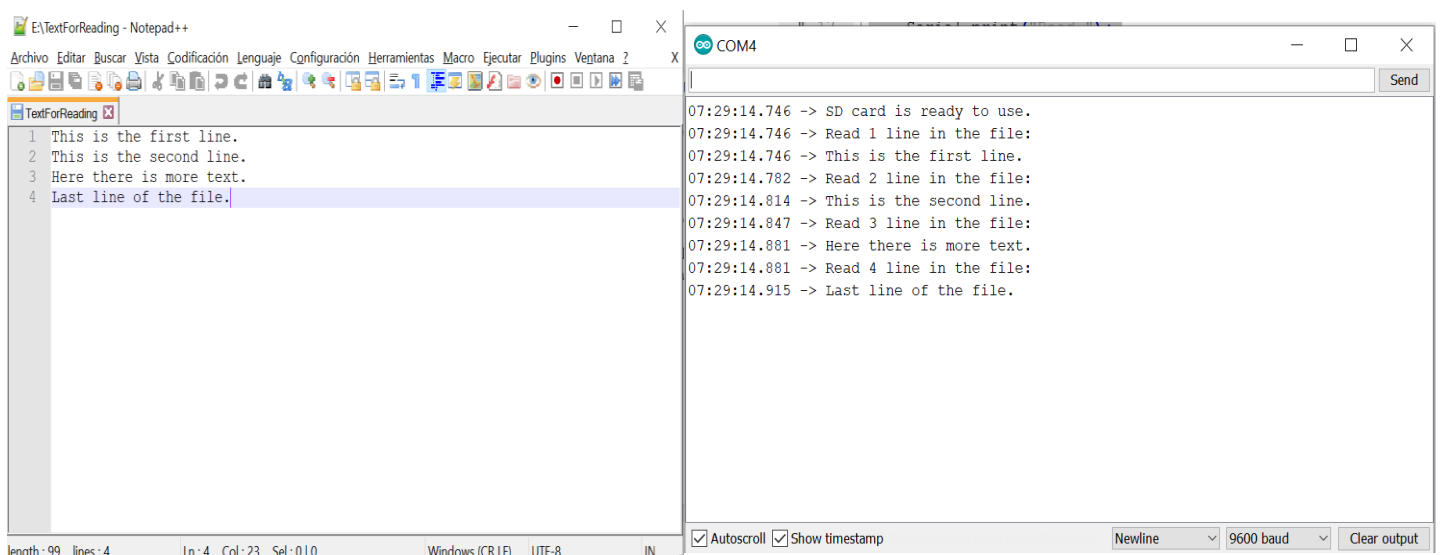 E:\TextForReading - Notepad++
Archivo Editar Buscar Vista Codificación Lenguaje Configuración Herramientas Macro Ejecutar Plugins Ventana ? X
TextForReading
1 This is the first line.
2 This is the second line.
3 Here there is more text.
4 Last line of the file.
length : 99 lines : 4 Ln : 4 Col : 23 Sel : 0 | 0 Windows (CR LF) UTF-8 IN
COM4
Send
07:29:14.746 -> SD card is ready to use.
07:29:14.746 -> Read 1 line in the file:
07:29:14.746 -> This is the first line.
07:29:14.782 -> Read 2 line in the file:
07:29:14.814 -> This is the second line.
07:29:14.847 -> Read 3 line in the file:
07:29:14.881 -> Here there is more text.
07:29:14.881 -> Read 4 line in the file:
07:29:14.915 -> Last line of the file.
Autoscroll Show timestamp Newline 9600 baud Clear output